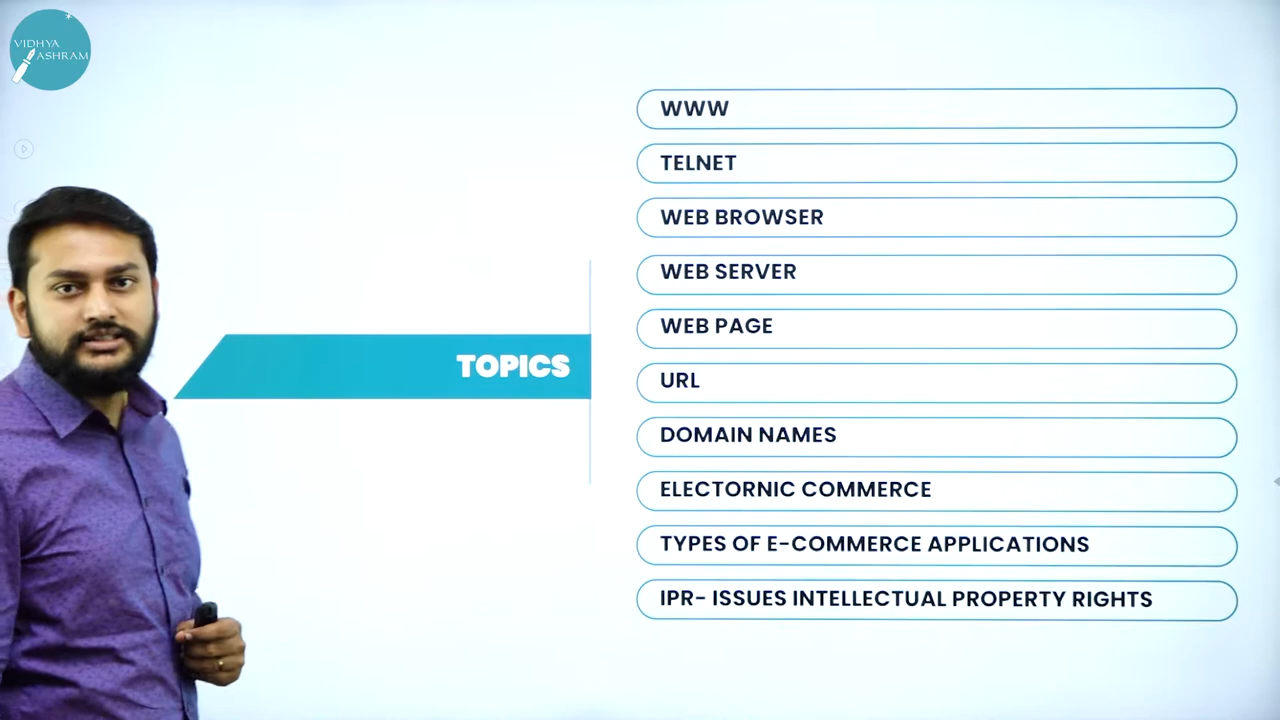 VIDHYA
ASHRAM
TOPICS
WWW
TELNET
WEB BROWSER
WEB SERVER
WEB PAGE
URL
DOMAIN NAMES
ELECTORNIC COMMERCE
TYPES OF E-COMMERCE APPLICATIONS
IPR- ISSUES INTELLECTUAL PROPERTY RIGHTS